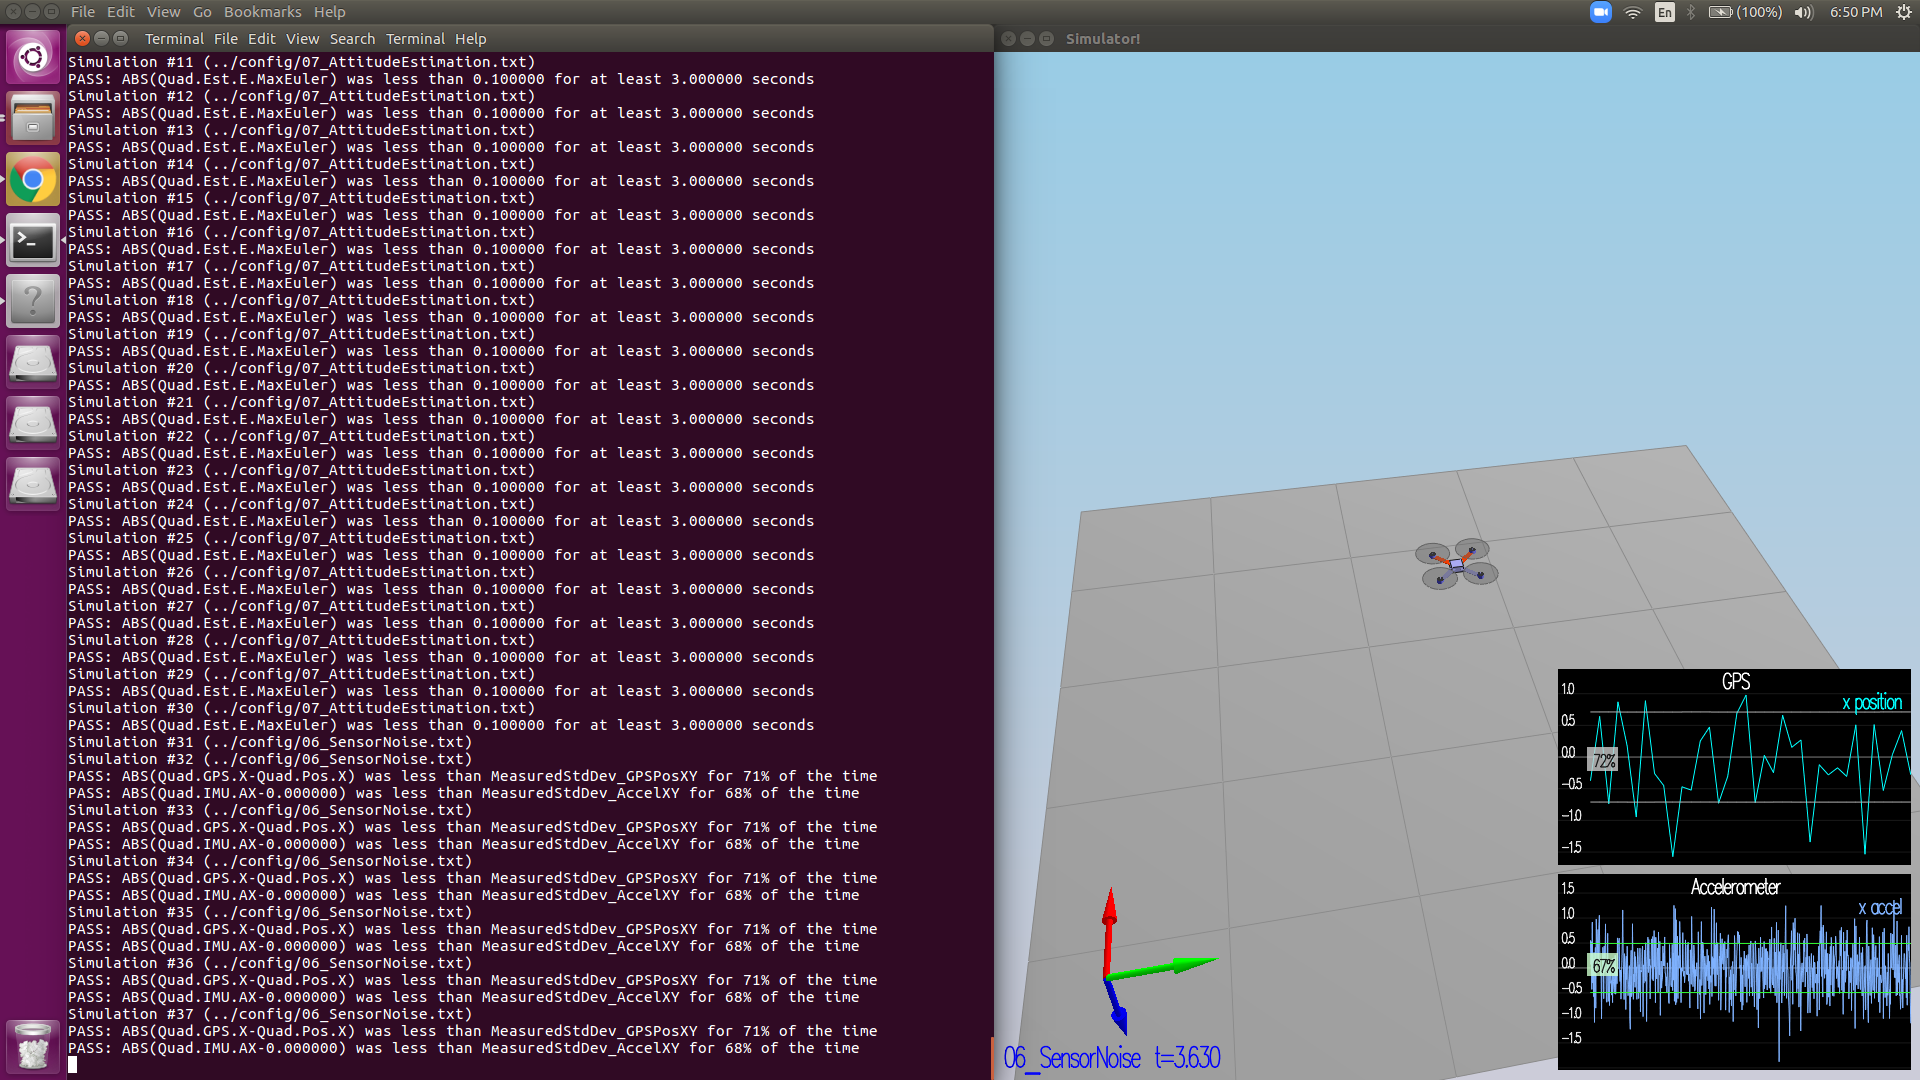 File Edit View Go Bookmarks Help
En (100%) 6:50 PM
Terminal File Edit View Search Terminal Help
Simulator!
Simulation #11 (../config/07_AttitudeEstimation.txt)
PASS: ABS(Quad.Est.E.MaxEuler) was less than 0.100000 for at least 3.000000 seconds
Simulation #12 (../config/07_AttitudeEstimation.txt)
PASS: ABS(Quad.Est.E.MaxEuler) was less than 0.100000 for at least 3.000000 seconds
Simulation #13 (../config/07_AttitudeEstimation.txt)
PASS: ABS(Quad.Est.E.MaxEuler) was less than 0.100000 for at least 3.000000 seconds
Simulation #14 (../config/07_AttitudeEstimation.txt)
PASS: ABS(Quad.Est.E.MaxEuler) was less than 0.100000 for at least 3.000000 seconds
Simulation #15 (../config/07_AttitudeEstimation.txt)
PASS: ABS(Quad.Est.E.MaxEuler) was less than 0.100000 for at least 3.000000 seconds
Simulation #16 (../config/07_AttitudeEstimation.txt)
PASS: ABS(Quad.Est.E.MaxEuler) was less than 0.100000 for at least 3.000000 seconds
Simulation #17 (../config/07_AttitudeEstimation.txt)
PASS: ABS(Quad.Est.E.MaxEuler) was less than 0.100000 for at least 3.000000 seconds
Simulation #18 (../config/07_AttitudeEstimation.txt)
PASS: ABS(Quad.Est.E.MaxEuler) was less than 0.100000 for at least 3.000000 seconds
Simulation #19 (../config/07_AttitudeEstimation.txt)
PASS: ABS(Quad.Est.E.MaxEuler) was less than 0.100000 for at least 3.000000 seconds
Simulation #20 (../config/07_AttitudeEstimation.txt)
PASS: ABS(Quad.Est.E.MaxEuler) was less than 0.100000 for at least 3.000000 seconds
Simulation #21 (../config/07_AttitudeEstimation.txt)
PASS: ABS(Quad.Est.E.MaxEuler) was less than 0.100000 for at least 3.000000 seconds
Simulation #22 (../config/07_AttitudeEstimation.txt)
PASS: ABS(Quad.Est.E.MaxEuler) was less than 0.100000 for at least 3.000000 seconds
Simulation #23 (../config/07_AttitudeEstimation.txt)
PASS: ABS(Quad.Est.E.MaxEuler) was less than 0.100000 for at least 3.000000 seconds
Simulation #24 (../config/07_AttitudeEstimation.txt)
PASS: ABS(Quad.Est.E.MaxEuler) was less than 0.100000 for at least 3.000000 seconds
Simulation #25 (../config/07_AttitudeEstimation.txt)
PASS: ABS(Quad.Est.E.MaxEuler) was less than 0.100000 for at least 3.000000 seconds
Simulation #26 (../config/07_AttitudeEstimation.txt)
PASS: ABS(Quad.Est.E.MaxEuler) was less than 0.100000 for at least 3.000000 seconds
Simulation #27 (../config/07_AttitudeEstimation.txt)
PASS: ABS(Quad.Est.E.MaxEuler) was less than 0.100000 for at least 3.000000 seconds
Simulation #28 (../config/07_AttitudeEstimation.txt)
PASS: ABS(Quad.Est.E.MaxEuler) was less than 0.100000 for at least 3.000000 seconds
Simulation #29 (../config/07_AttitudeEstimation.txt)
PASS: ABS(Quad.Est.E.MaxEuler) was less than 0.100000 for at least 3.000000 seconds
Simulation #30 (../config/07_AttitudeEstimation.txt)
PASS: ABS(Quad.Est.E.MaxEuler) was less than 0.100000 for at least 3.000000 seconds
Simulation #31 (../config/06_SensorNoise.txt)
Simulation #32 (../config/06_SensorNoise.txt)
PASS: ABS(Quad.GPS.X-Quad.Pos.X) was less than MeasuredStdDev_GPSPosXY for 71% of the time
PASS: ABS(Quad.IMU.AX-0.000000) was less than MeasuredStdDev_AccelXY for 68% of the time
Simulation #33 (../config/06_SensorNoise.txt)
PASS: ABS(Quad.GPS.X-Quad.Pos.X) was less than MeasuredStdDev_GPSPosXY for 71% of the time
PASS: ABS(Quad.IMU.AX-0.000000) was less than MeasuredStdDev_AccelXY for 68% of the time
Simulation #34 (../config/06_SensorNoise.txt)
PASS: ABS(Quad.GPS.X-Quad.Pos.X) was less than MeasuredStdDev_GPSPosXY for 71% of the time
PASS: ABS(Quad.IMU.AX-0.000000) was less than MeasuredStdDev_AccelXY for 68% of the time
Simulation #35 (../config/06_SensorNoise.txt)
PASS: ABS(Quad.GPS.X-Quad.Pos.X) was less than MeasuredStdDev_GPSPosXY for 71% of the time
PASS: ABS(Quad.IMU.AX-0.000000) was less than MeasuredStdDev_AccelXY for 68% of the time
Simulation #36 (../config/06_SensorNoise.txt)
PASS: ABS(Quad.GPS.X-Quad.Pos.X) was less than MeasuredStdDev_GPSPosXY for 71% of the time
PASS: ABS(Quad.IMU.AX-0.000000) was less than MeasuredStdDev_AccelXY for 68% of the time
Simulation #37 (../config/06_SensorNoise.txt)
PASS: ABS(Quad.GPS.X-Quad.Pos.X) was less than MeasuredStdDev_GPSPosXY for 71% of the time
PASS: ABS(Quad.IMU.AX-0.000000) was less than MeasuredStdDev_AccelXY for 68% of the time
GPS
x position
1.0
0.5
0.0
72%
-0.5
-1.0
-1.5
Accelerometer
x accel
1.5
1.0
0.5
0.0
67%
-0.5
-1.0
-1.5
06_SensorNoise t=3.630